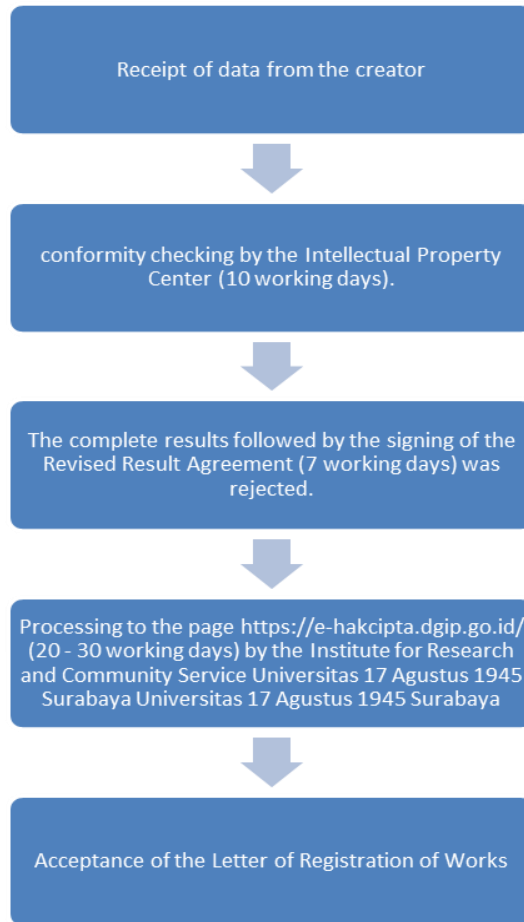 Receipt of data from the creator
conformity checking by the Intellectual Property
Center (10 working days).
The complete results followed by the signing of the
Revised Result Agreement (7 working days) was
rejected.
Processing to the page https://e-hakcipta.dgip.go.id/
(20 - 30 working days) by the Institute for Research
and Community Service Universitas 17 Agustus 1945
Surabaya Universitas 17 Agustus 1945 Surabaya
Acceptance of the Letter of Registration of Works